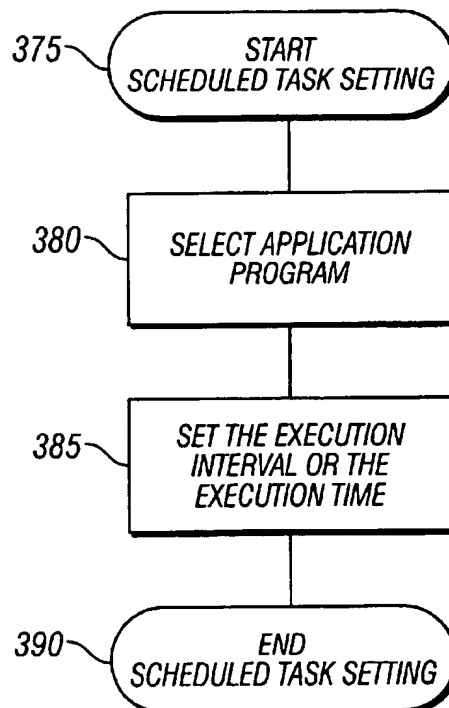 375
START
SCHEDULED TASK SETTING
380
SELECT APPLICATION
PROGRAM
385
SET THE EXECUTION
INTERVAL OR THE
EXECUTION TIME
390
END
SCHEDULED TASK SETTING